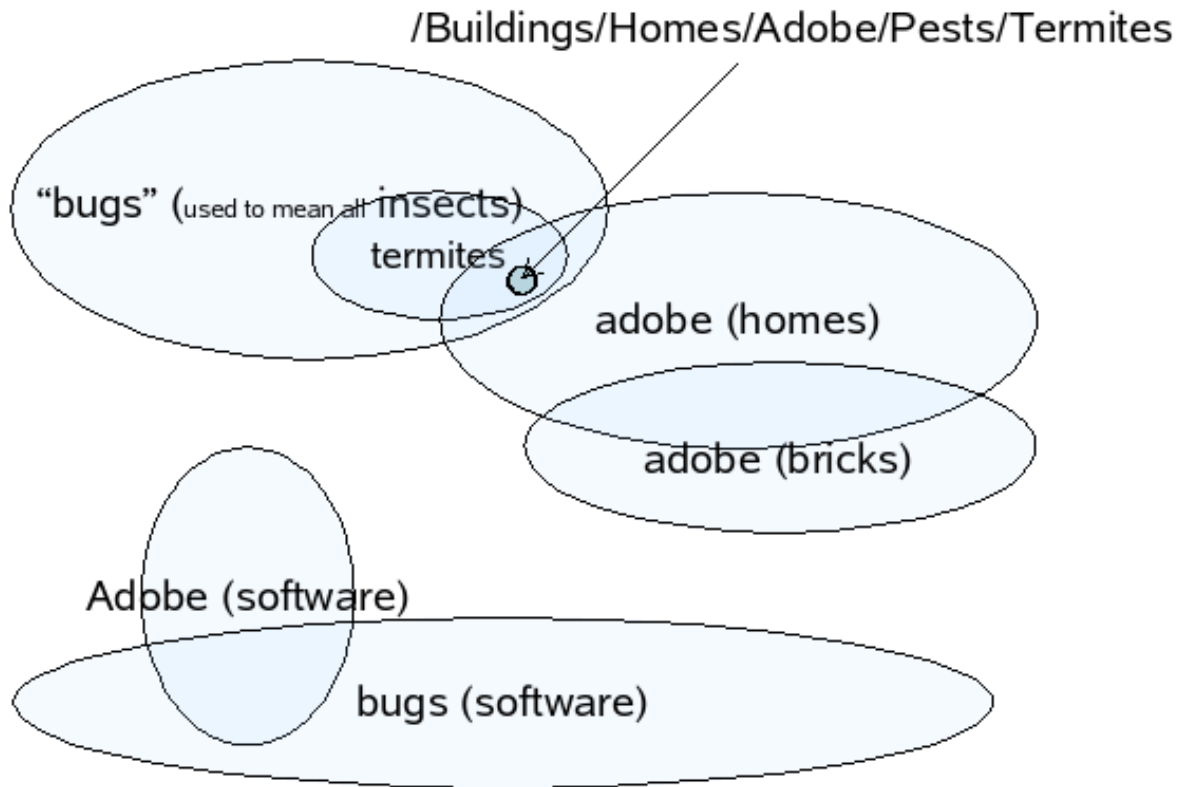 /Buildings/Homes/Adobe/Pests/Termites
“bugs” (used to mean all insects)
termites
adobe (homes)
adobe (bricks)
Adobe (software)
bugs (software)